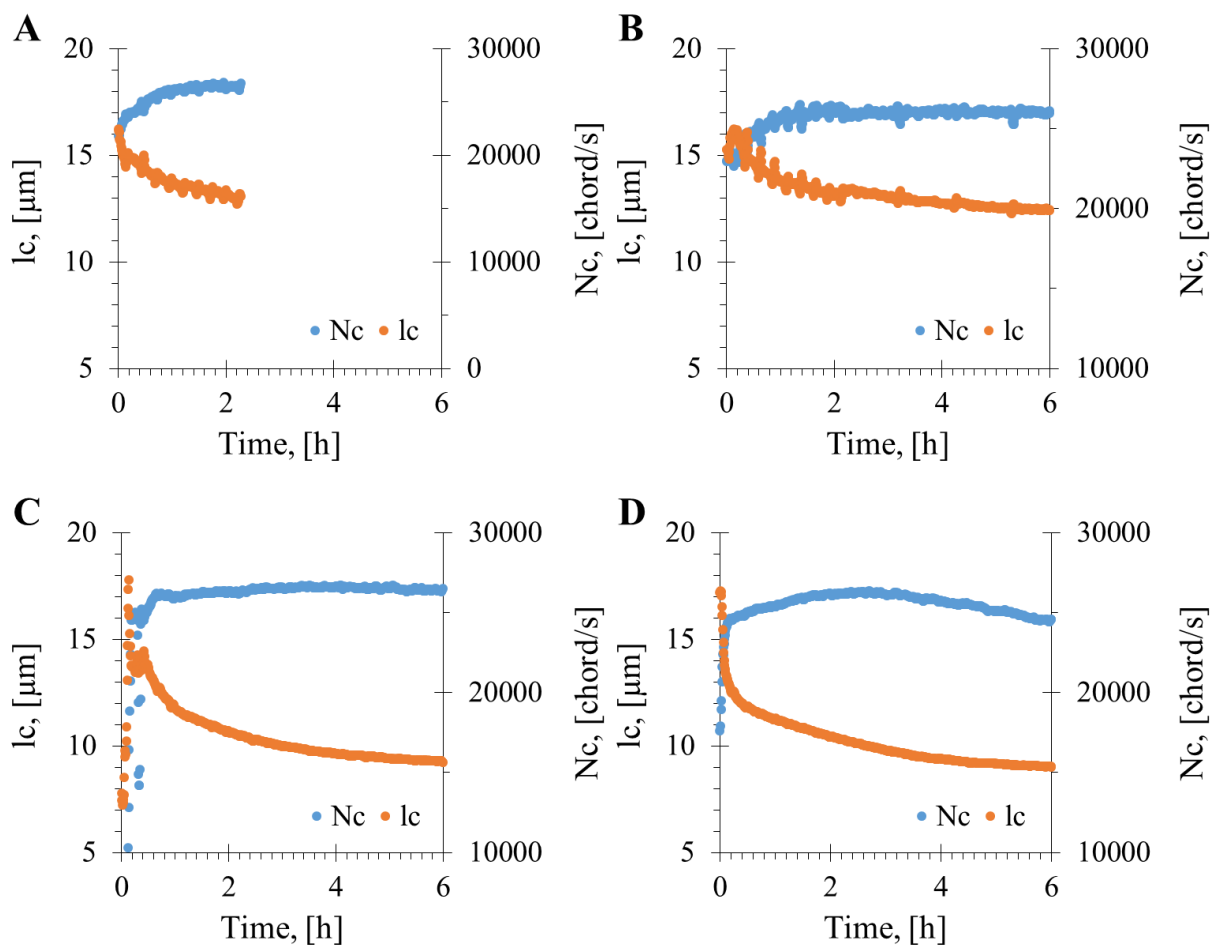 A
20
15
10
5
lc, [µm]
30000
20000
10000
0
Nc, [chord/s]
Nc lc
0 2 4 6
Time, [h]
B
20
15
10
5
lc, [µm]
30000
20000
10000
Nc, [chord/s]
Nc lc
0 2 4 6
Time, [h]
C
20
15
10
5
lc, [µm]
30000
20000
10000
Nc, [chord/s]
Nc lc
0 2 4 6
Time, [h]
D
20
15
10
5
lc, [µm]
30000
20000
10000
Nc, [chord/s]
Nc lc
0 2 4 6
Time, [h]